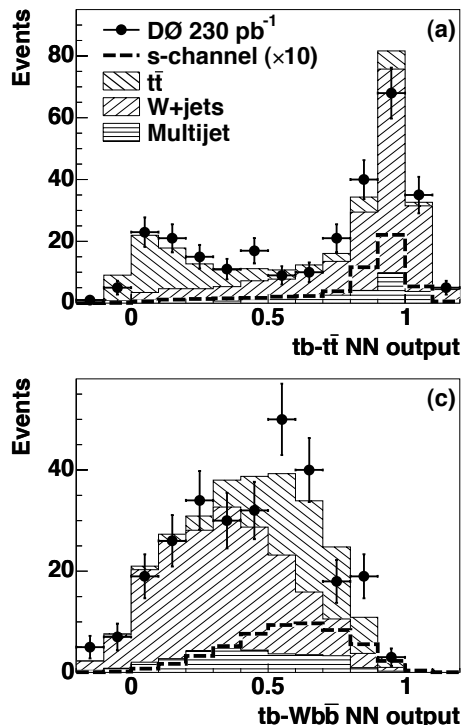 Events
(a)
DØ 230 pb⁻¹
s-channel (×10)
tt̄
W+jets
Multijet
80
60
40
20
0
0 0.5 1
tb-tt̄ NN output
Events
(c)
40
20
0
0 0.5 1
tb-Wbb̄ NN output